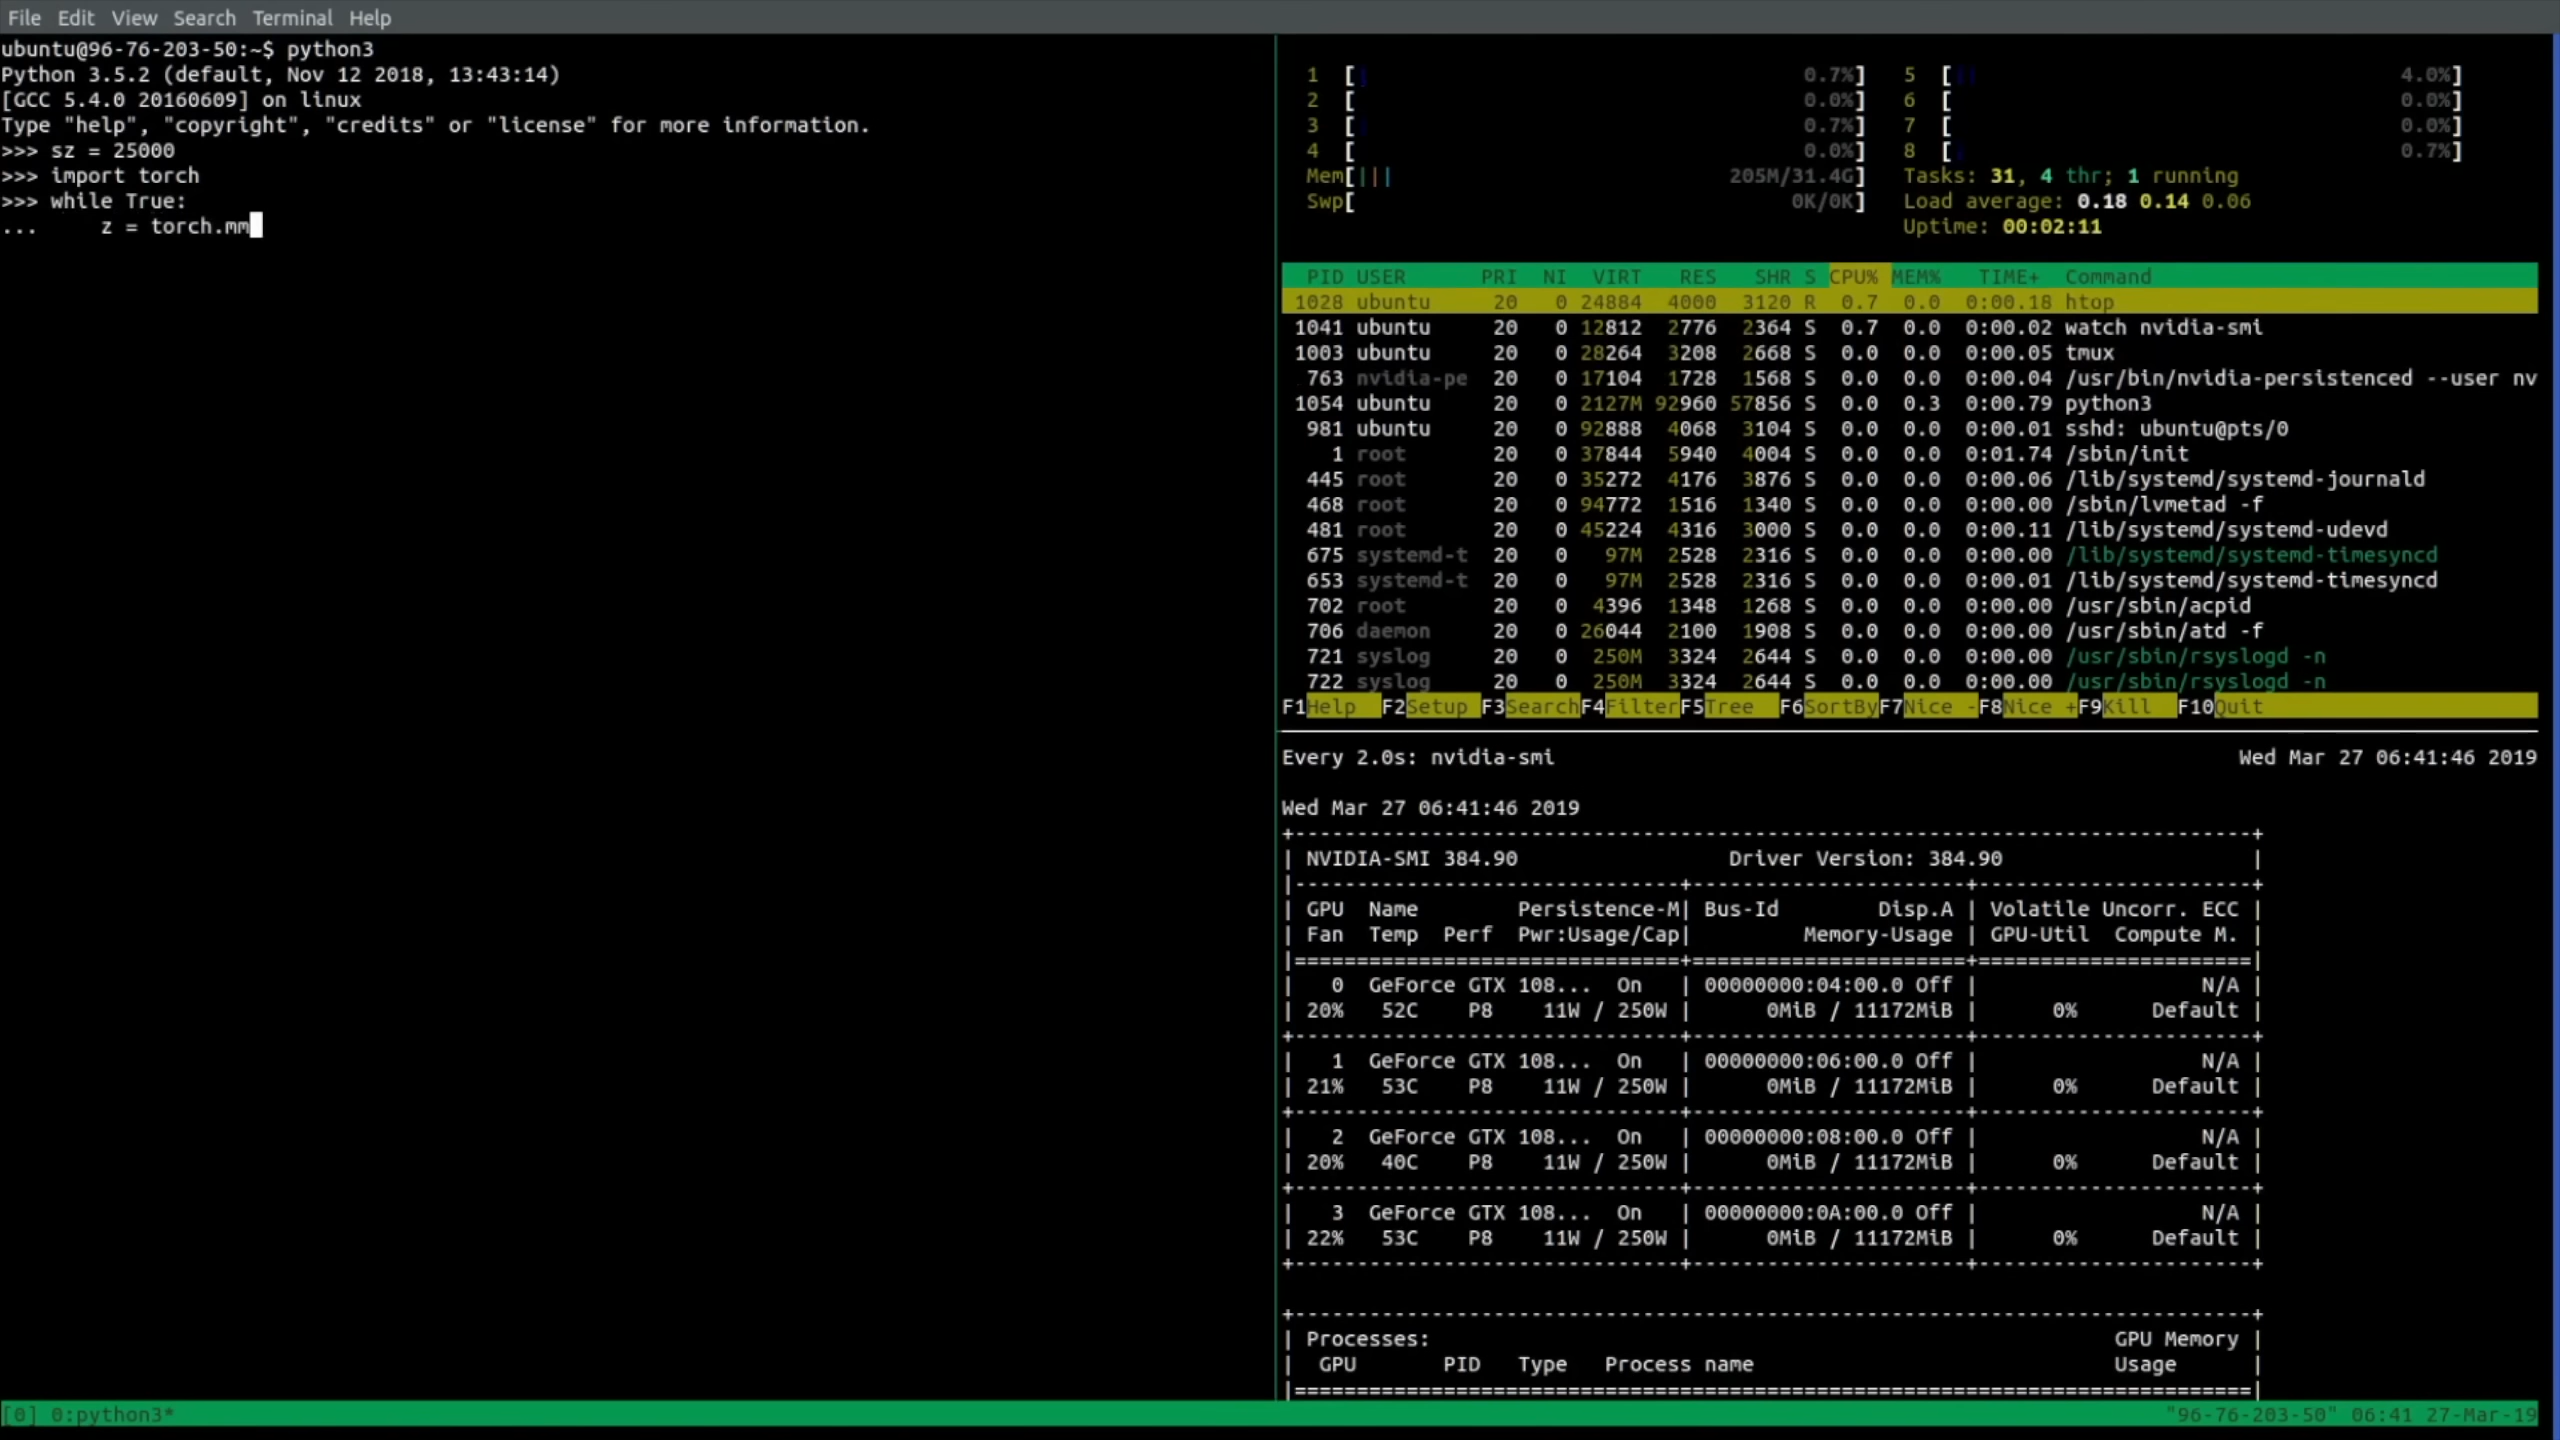 File Edit View Search Terminal Help
ubuntu@96-76-203-50:~$ python3
Python 3.5.2 (default, Nov 12 2018, 13:43:14)
[GCC 5.4.0 20160609] on linux
Type "help", "copyright", "credits" or "license" for more information.
>>> sz = 25000
>>> import torch
>>> while True:
...     z = torch.mm
1 [ 0.7%] 5 [ 4.0%]
2 [ 0.0%] 6 [ 0.0%]
3 [ 0.7%] 7 [ 0.0%]
4 [ 0.0%] 8 [ 0.7%]
Mem[||| 205M/31.4G] Tasks: 31, 4 thr; 1 running
Swp[ 0K/0K] Load average: 0.18 0.14 0.06
Uptime: 00:02:11
PID USER PRI NI VIRT RES SHR S CPU% MEM% TIME+ Command
1028 ubuntu 20 0 24884 4000 3120 R 0.7 0.0 0:00.18 htop
1041 ubuntu 20 0 12812 2776 2364 S 0.7 0.0 0:00.02 watch nvidia-smi
1003 ubuntu 20 0 28264 3208 2668 S 0.0 0.0 0:00.05 tmux
763 nvidia-pe 20 0 17104 1728 1568 S 0.0 0.0 0:00.04 /usr/bin/nvidia-persistenced --user nv
1054 ubuntu 20 0 2127M 92960 57856 S 0.0 0.3 0:00.79 python3
981 ubuntu 20 0 92888 4068 3104 S 0.0 0.0 0:00.01 sshd: ubuntu@pts/0
1 root 20 0 37844 5940 4004 S 0.0 0.0 0:01.74 /sbin/init
445 root 20 0 35272 4176 3876 S 0.0 0.0 0:00.06 /lib/systemd/systemd-journald
468 root 20 0 94772 1516 1340 S 0.0 0.0 0:00.00 /sbin/lvmetad -f
481 root 20 0 45224 4316 3000 S 0.0 0.0 0:00.11 /lib/systemd/systemd-udevd
675 systemd-t 20 0 97M 2528 2316 S 0.0 0.0 0:00.00 /lib/systemd/systemd-timesyncd
653 systemd-t 20 0 97M 2528 2316 S 0.0 0.0 0:00.01 /lib/systemd/systemd-timesyncd
702 root 20 0 4396 1348 1268 S 0.0 0.0 0:00.00 /usr/sbin/acpid
706 daemon 20 0 26044 2100 1908 S 0.0 0.0 0:00.00 /usr/sbin/atd -f
721 syslog 20 0 250M 3324 2644 S 0.0 0.0 0:00.00 /usr/sbin/rsyslogd -n
722 syslog 20 0 250M 3324 2644 S 0.0 0.0 0:00.00 /usr/sbin/rsyslogd -n
F1Help F2Setup F3SearchF4FilterF5Tree F6SortByF7Nice -F8Nice +F9Kill F10Quit
Every 2.0s: nvidia-smi Wed Mar 27 06:41:46 2019
Wed Mar 27 06:41:46 2019
+-----------------------------------------------------------------------------+
| NVIDIA-SMI 384.90                 Driver Version: 384.90                    |
|-------------------------------+----------------------+----------------------+
| GPU  Name        Persistence-M| Bus-Id        Disp.A | Volatile Uncorr. ECC |
| Fan  Temp  Perf  Pwr:Usage/Cap|         Memory-Usage | GPU-Util  Compute M. |
|===============================+======================+======================|
|   0  GeForce GTX 108...  On   | 00000000:04:00.0 Off |                  N/A |
| 20%   52C    P8    11W / 250W |      0MiB / 11172MiB |      0%      Default |
+-------------------------------+----------------------+----------------------+
|   1  GeForce GTX 108...  On   | 00000000:06:00.0 Off |                  N/A |
| 21%   53C    P8    11W / 250W |      0MiB / 11172MiB |      0%      Default |
+-------------------------------+----------------------+----------------------+
|   2  GeForce GTX 108...  On   | 00000000:08:00.0 Off |                  N/A |
| 20%   40C    P8    11W / 250W |      0MiB / 11172MiB |      0%      Default |
+-------------------------------+----------------------+----------------------+
|   3  GeForce GTX 108...  On   | 00000000:0A:00.0 Off |                  N/A |
| 22%   53C    P8    11W / 250W |      0MiB / 11172MiB |      0%      Default |
+-------------------------------+----------------------+----------------------+
+-----------------------------------------------------------------------------+
| Processes:                                                       GPU Memory |
|  GPU       PID   Type   Process name                             Usage      |
|=============================================================================|
[0] 0:python3* "96-76-203-50" 06:41 27-Mar-19